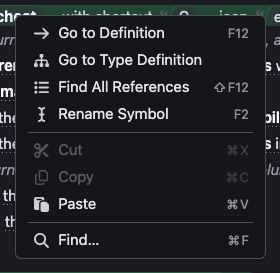 Go to Definition F12
Go to Type Definition
Find All References ⇧F12
Rename Symbol F2
Cut ⌘X
Copy ⌘C
Paste ⌘V
Find... ⌘F